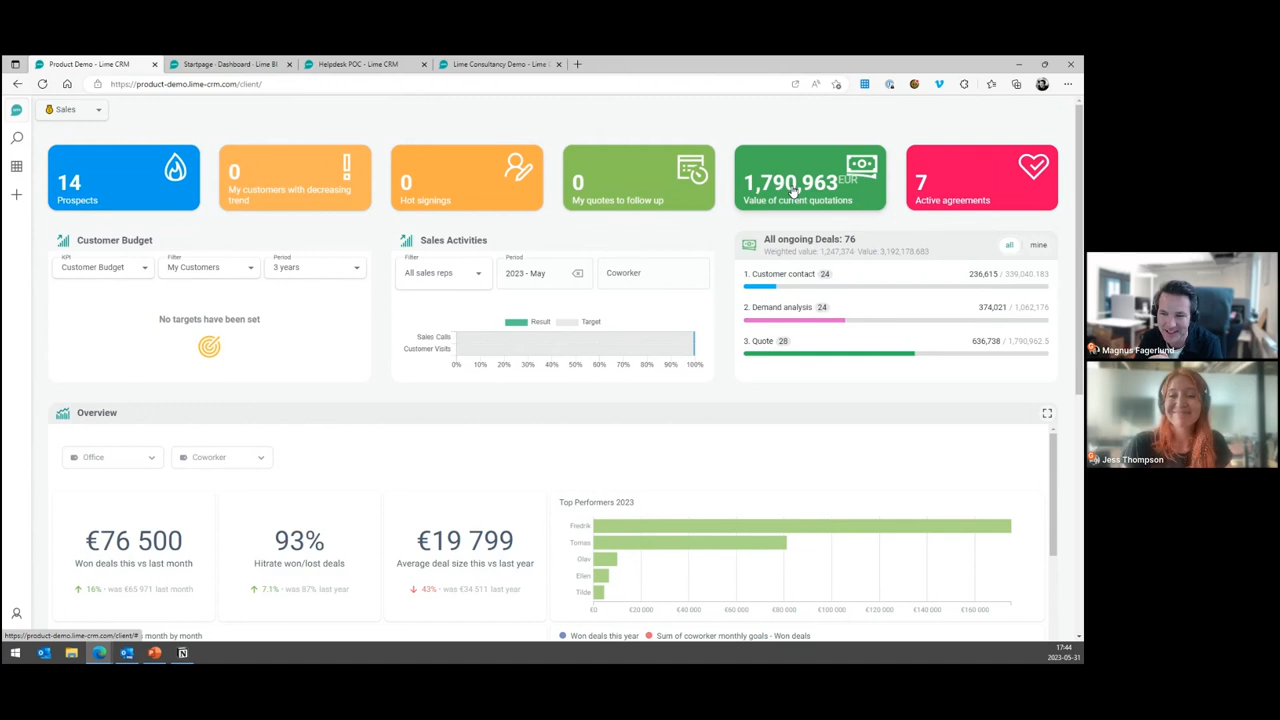 Product Demo - Lime CRM
Startpage - Dashboard - Lime BI
Helpdesk POC - Lime CRM
Lime Consultancy Demo - Lime
https://product-demo.lime-crm.com/client/
Sales
14
Prospects
0
My customers with decreasing
trend
0
Hot signings
0
My quotes to follow up
1,790,963 EUR
Value of current quotations
7
Active agreements
Customer Budget
KPI
Customer Budget
Filter
My Customers
Period
3 years
No targets have been set
Sales Activities
Filter
All sales reps
Period
2023 - May
Coworker
Result
Target
Sales Calls
Customer Visits
0% 10% 20% 30% 40% 50% 60% 70% 80% 90% 100%
All ongoing Deals: 76
Weighted value: 1,247,374 Value: 3,192,178.683
all
mine
1. Customer contact 24 236,615 / 339,040.183
2. Demand analysis 24 374,021 / 1,062,176
3. Quote 28 636,738 / 1,790,962.5
Overview
Office
Coworker
€76 500
Won deals this vs last month
16% - was €65 971 last month
93%
Hitrate won/lost deals
7.1% - was 87% last year
€19 799
Average deal size this vs last year
43% - was €34 511 last year
Top Performers 2023
Fredrik
Tomas
Olav
Ellen
Tilde
€0 €20 000 €40 000 €60 000 €80 000 €100 000 €120 000 €140 000 €160 000
https://product-demo.lime-crm.com/client/#
month by month
Won deals this year
Sum of coworker monthly goals - Won deals
17:44
2023-05-31
Magnus Fagerlund
Jess Thompson